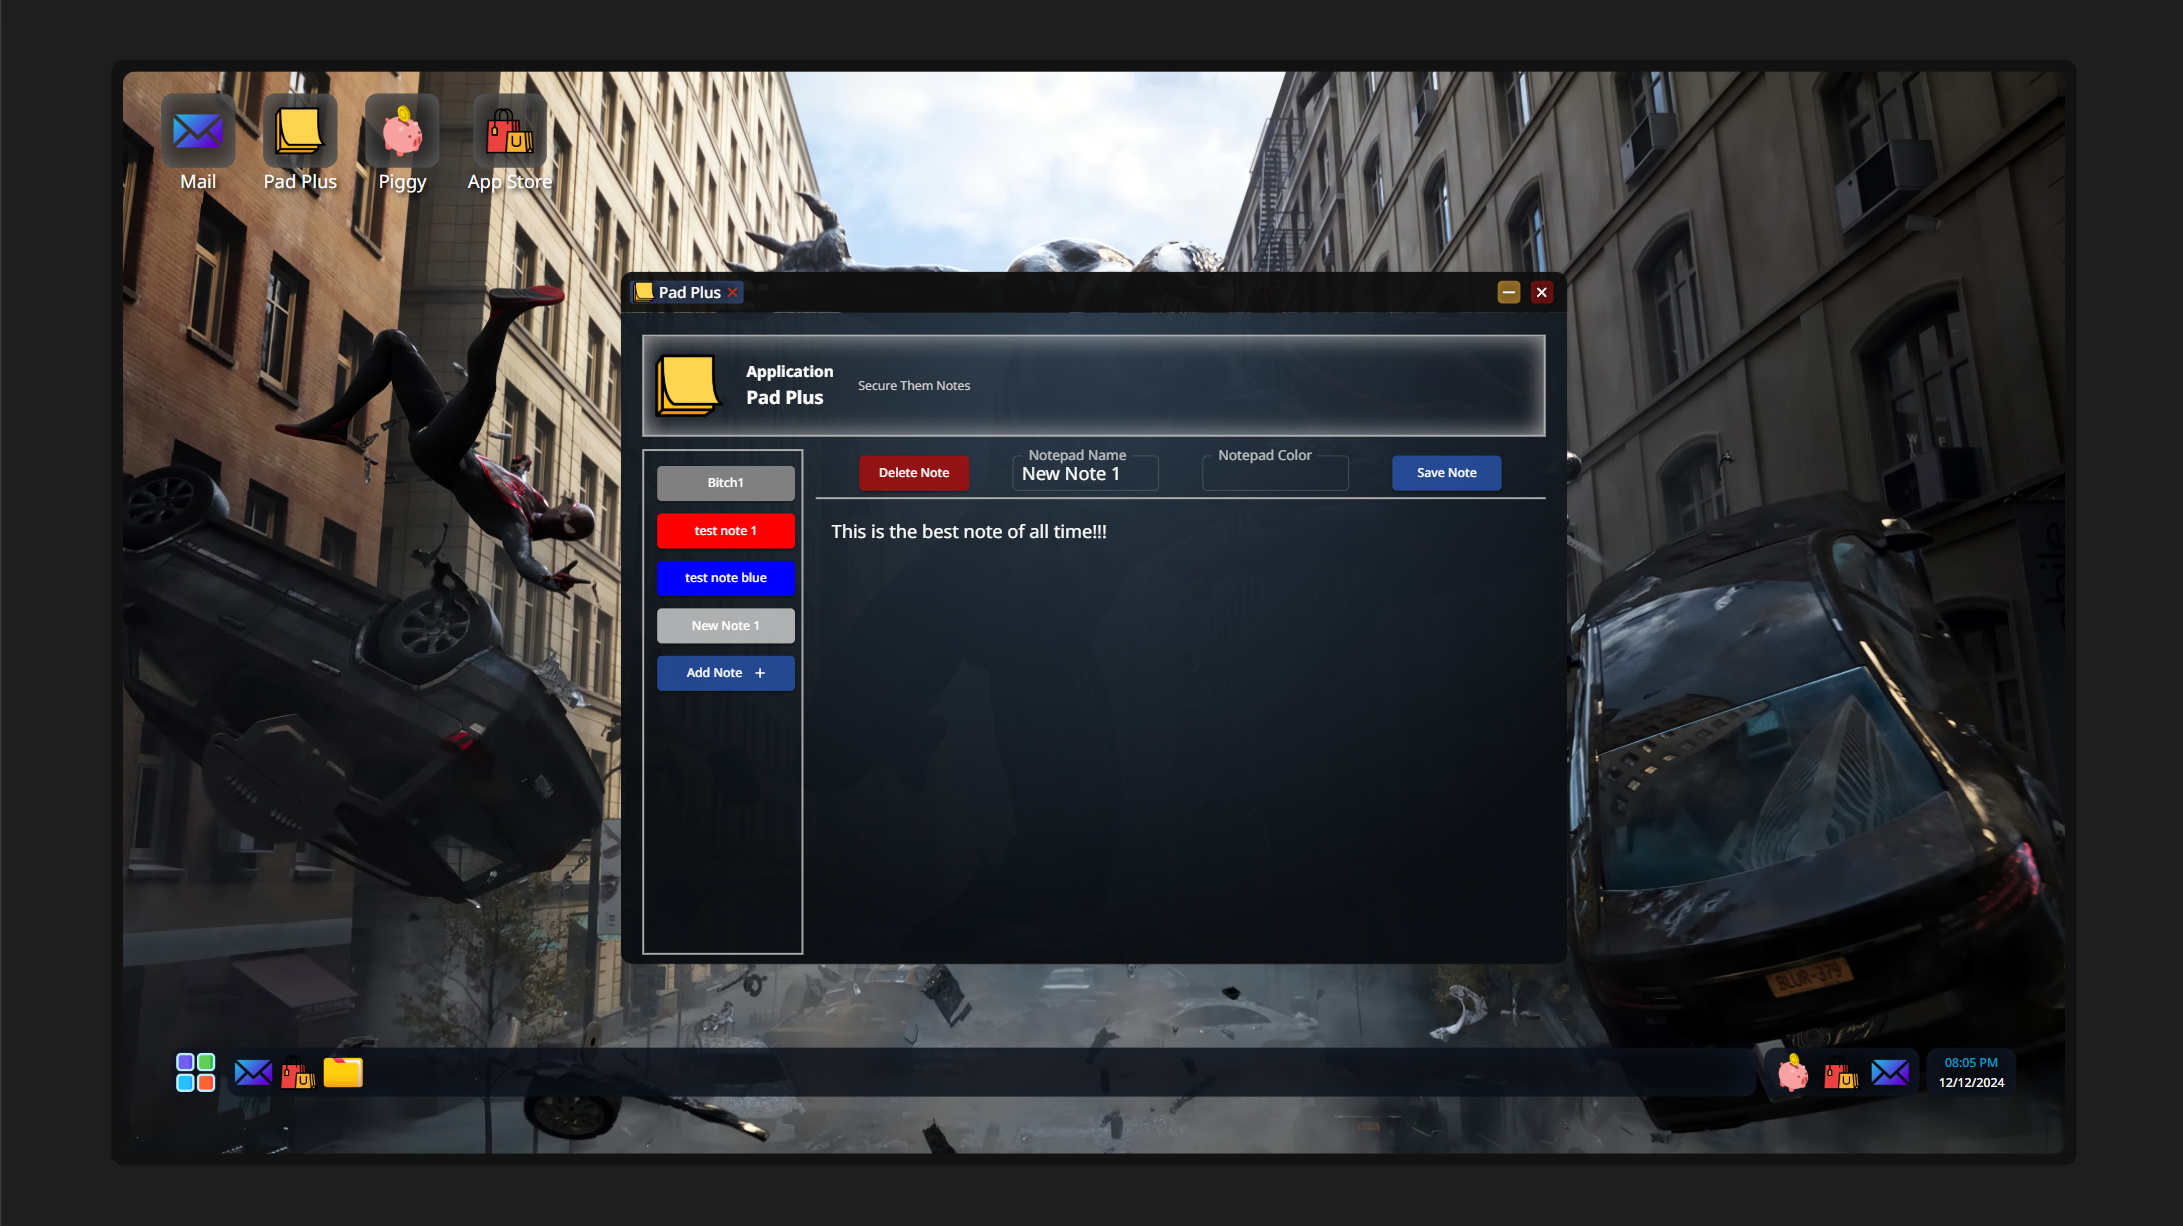 Mail
Pad Plus
Piggy
App Store
Pad Plus
Application
Pad Plus
Secure Them Notes
Delete Note
Notepad Name
New Note 1
Notepad Color
Save Note
Bitch1
test note 1
test note blue
New Note 1
Add Note +
This is the best note of all time!!!
BLUR-379
08:05 PM
12/12/2024